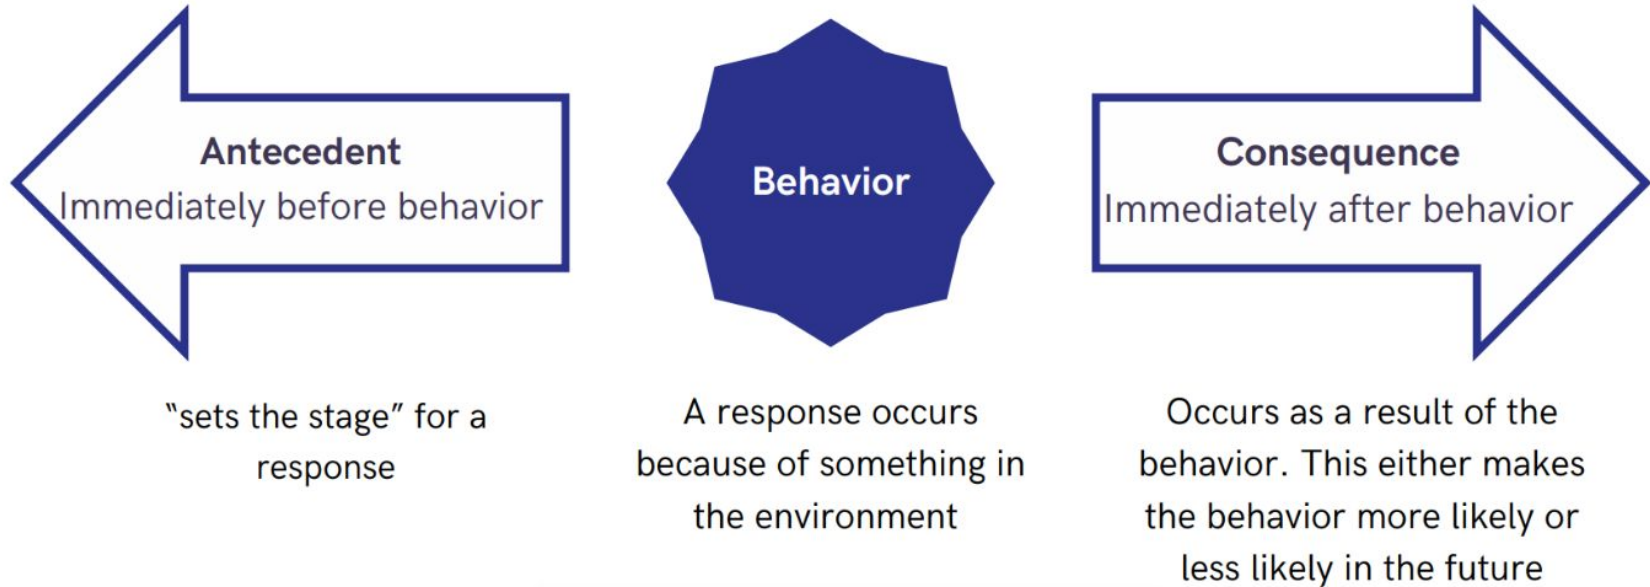 Antecedent
Immediately before behavior
Behavior
Consequence
Immediately after behavior
“sets the stage” for a
response
A response occurs
because of something in
the environment
Occurs as a result of the
behavior. This either makes
the behavior more likely or
less likely in the future